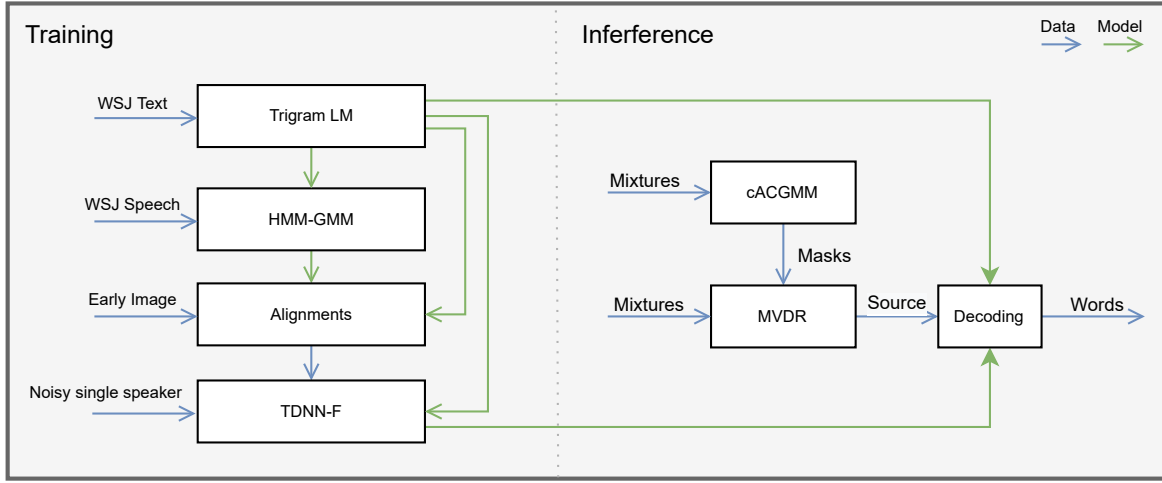 Training
Inferference
Data
Model
WSJ Text
Trigram LM
WSJ Speech
HMM-GMM
Early Image
Alignments
Noisy single speaker
TDNN-F
Mixtures
cACGMM
Masks
Mixtures
MVDR
Source
Decoding
Words